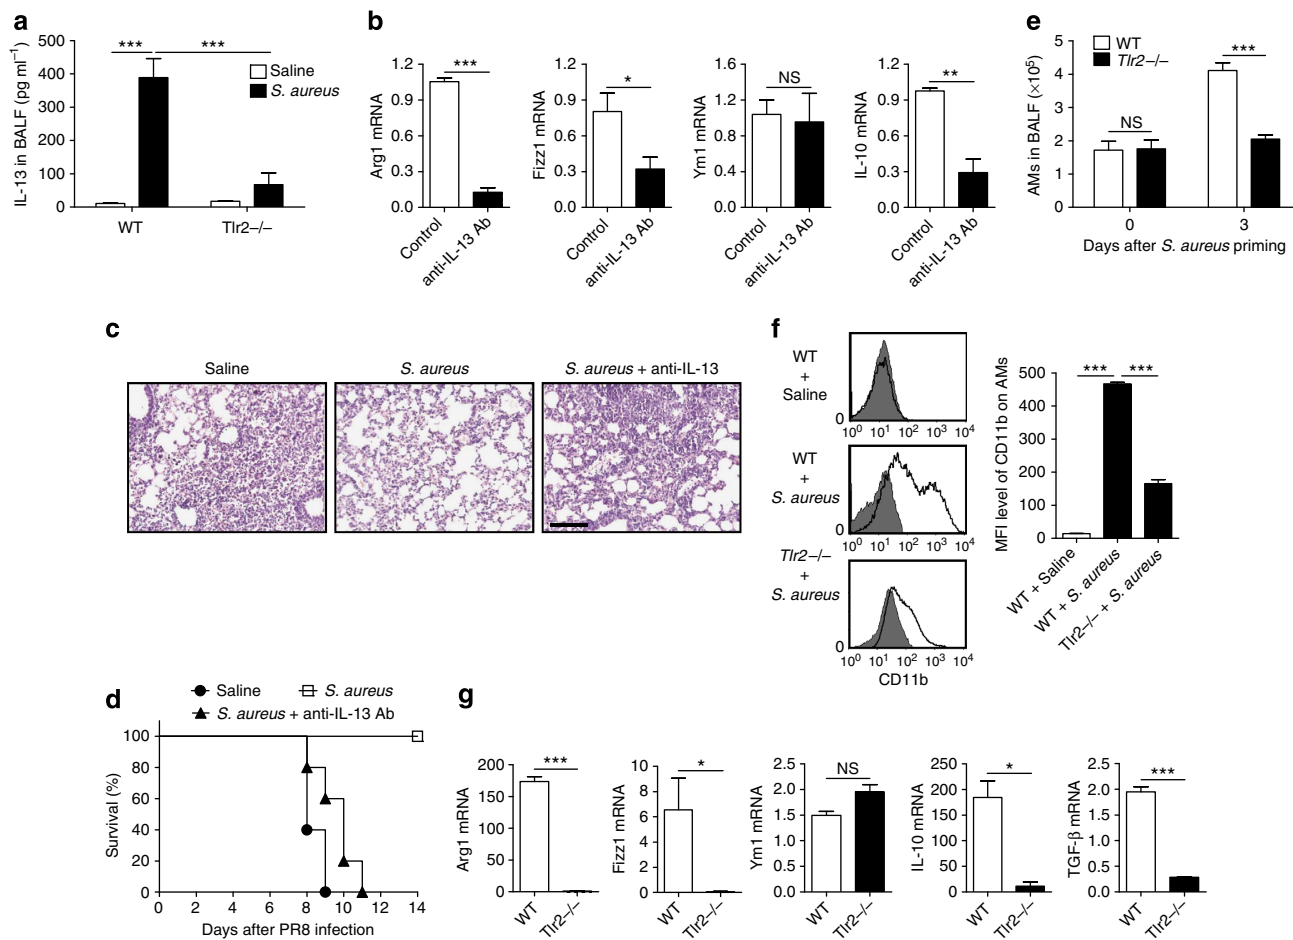 a
IL-13 in BALF (pg ml⁻¹)
500
400
300
200
100
0
***
***
Saline
S. aureus
WT
Tlr2–/–
b
Arg1 mRNA
1.2
0.9
0.6
0.3
0.0
***
Control
anti-IL-13 Ab
Fizz1 mRNA
1.2
0.9
0.6
0.3
0.0
*
Control
anti-IL-13 Ab
Ym1 mRNA
1.6
1.2
0.8
0.4
0.0
NS
Control
anti-IL-13 Ab
IL-10 mRNA
1.2
0.9
0.6
0.3
0.0
**
Control
anti-IL-13 Ab
e
AMs in BALF (×10⁵)
5
4
3
2
1
0
WT
Tlr2–/–
NS
***
0
3
Days after S. aureus priming
c
Saline
S. aureus
S. aureus + anti-IL-13
f
WT
+
Saline
0
10⁰ 10¹ 10² 10³ 10⁴
WT
+
S. aureus
0
10⁰ 10¹ 10² 10³ 10⁴
Tlr2–/–
+
S. aureus
0
10⁰ 10¹ 10² 10³ 10⁴
CD11b
MFI level of CD11b on AMs
500
400
300
200
100
0
*** ***
WT + Saline
WT + S. aureus
Tlr2–/– + S. aureus
d
Saline
S. aureus
S. aureus + anti-IL-13 Ab
Survival (%)
100
80
60
40
20
0
0 2 4 6 8 10 12 14
Days after PR8 infection
g
Arg1 mRNA
200
150
100
50
0
***
WT
Tlr2–/–
Fizz1 mRNA
10
8
6
4
2
0
*
WT
Tlr2–/–
Ym1 mRNA
2.5
2.0
1.5
1.0
0.5
0.0
NS
WT
Tlr2–/–
IL-10 mRNA
250
200
150
100
50
0
*
WT
Tlr2–/–
TGF-β mRNA
2.5
2.0
1.5
1.0
0.5
0.0
***
WT
Tlr2–/–